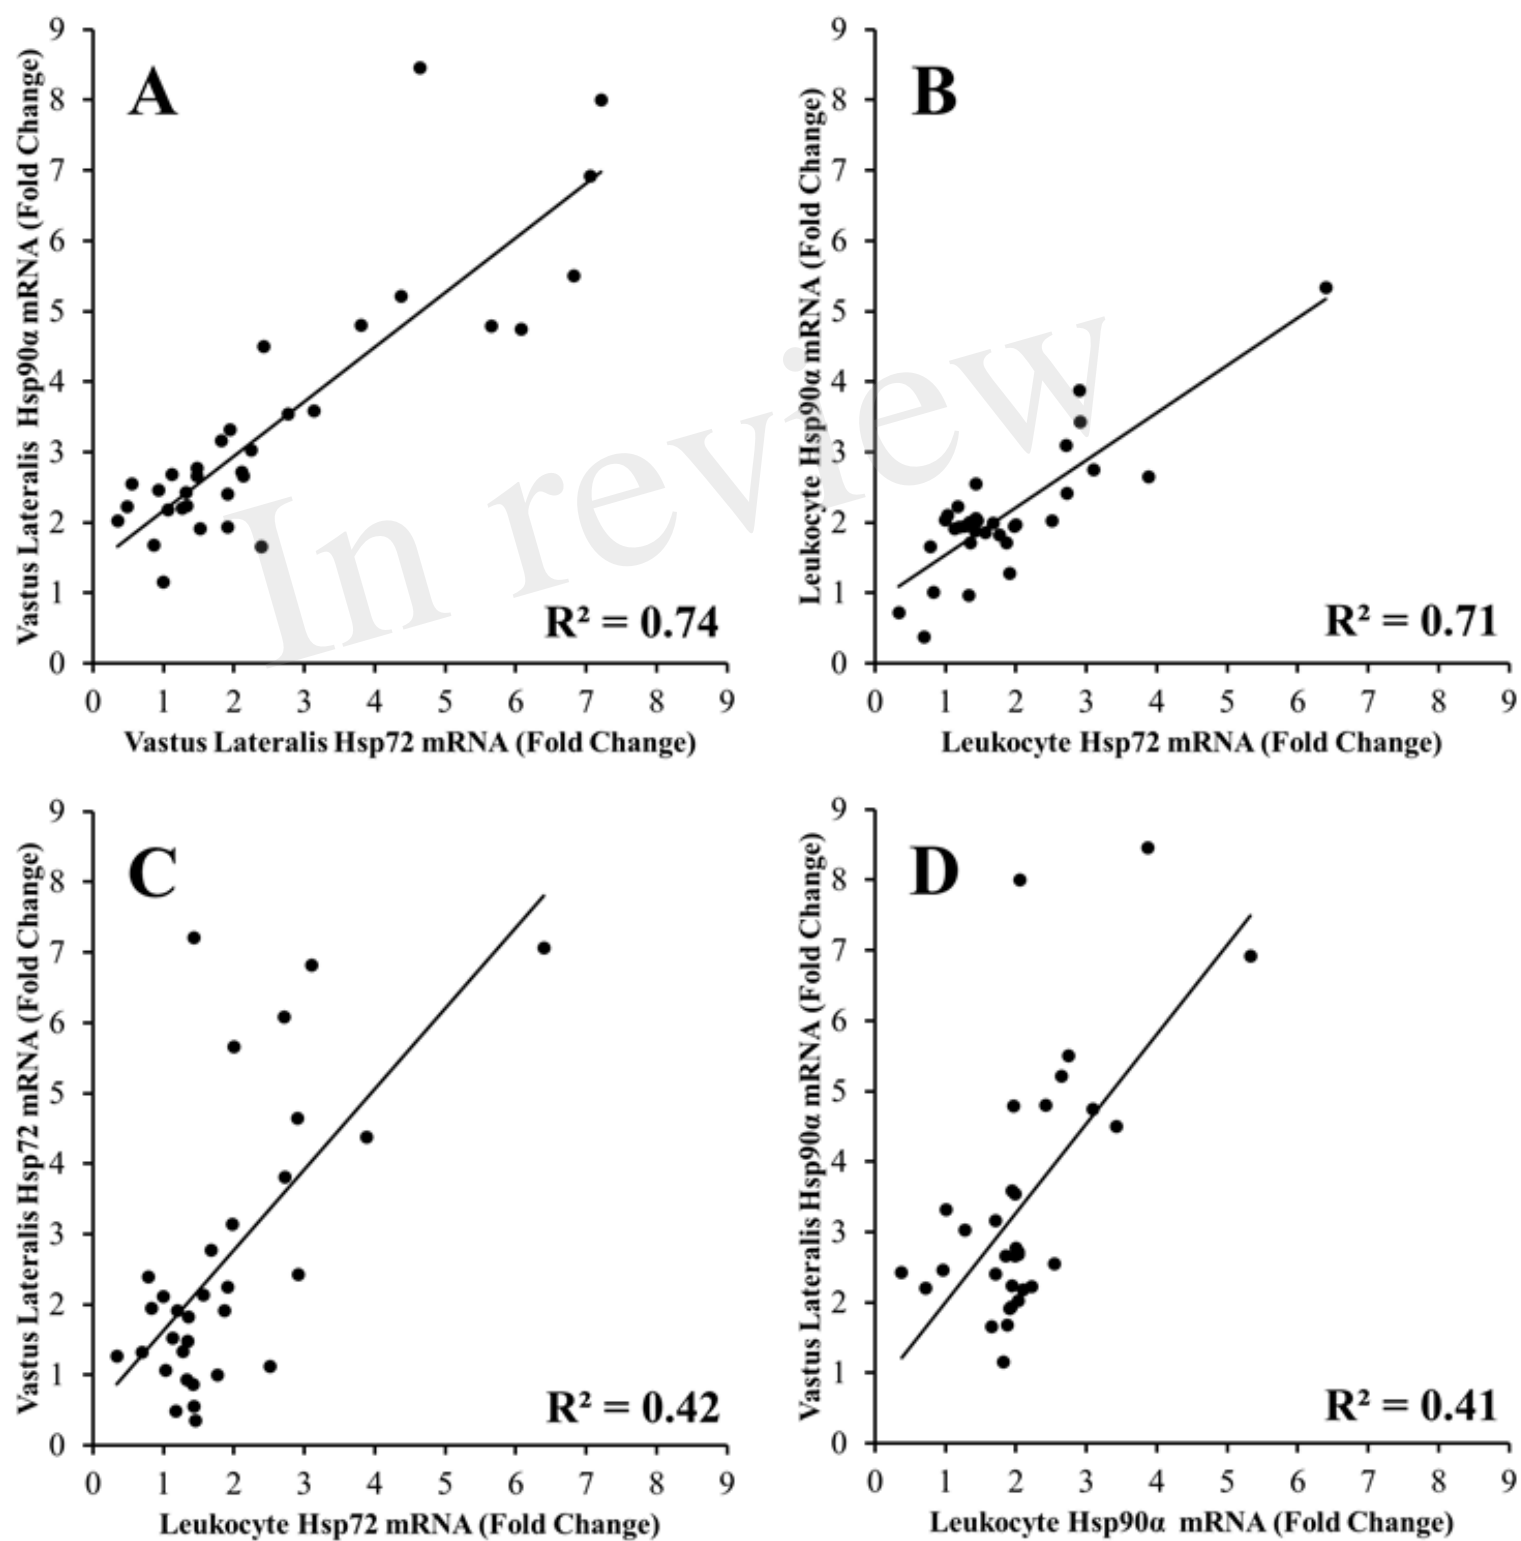 A
Vastus Lateralis Hsp90α mRNA (Fold Change)
9
8
7
6
5
4
3
2
1
0
R² = 0.74
0 1 2 3 4 5 6 7 8 9
Vastus Lateralis Hsp72 mRNA (Fold Change)
B
Leukocyte Hsp90α mRNA (Fold Change)
9
8
7
6
5
4
3
2
1
0
R² = 0.71
0 1 2 3 4 5 6 7 8 9
Leukocyte Hsp72 mRNA (Fold Change)
In review
C
Vastus Lateralis Hsp72 mRNA (Fold Change)
9
8
7
6
5
4
3
2
1
0
R² = 0.42
0 1 2 3 4 5 6 7 8 9
Leukocyte Hsp72 mRNA (Fold Change)
D
Vastus Lateralis Hsp90α mRNA (Fold Change)
9
8
7
6
5
4
3
2
1
0
R² = 0.41
0 1 2 3 4 5 6 7 8 9
Leukocyte Hsp90α mRNA (Fold Change)